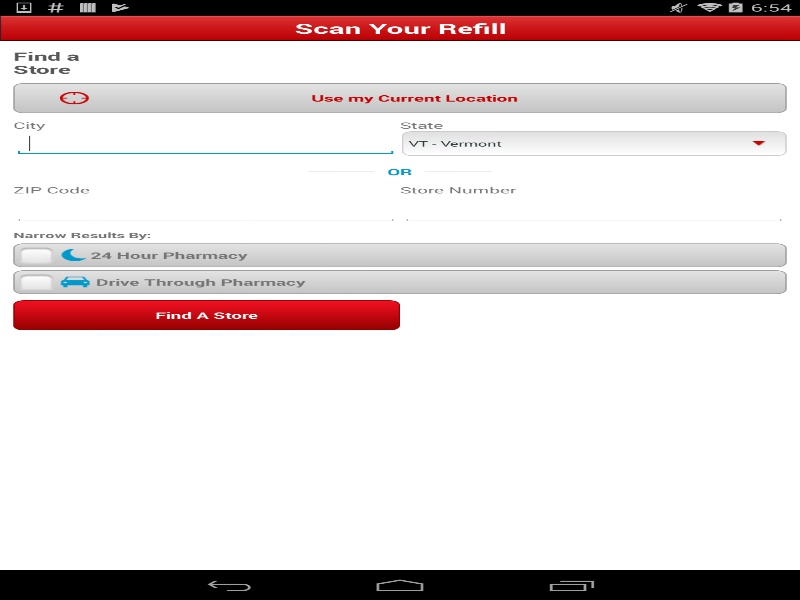 6:54
Scan Your Refill
Find a
Store
Use my Current Location
City
State
VT - Vermont
OR
ZIP Code
Store Number
Narrow Results By:
24 Hour Pharmacy
Drive Through Pharmacy
Find A Store